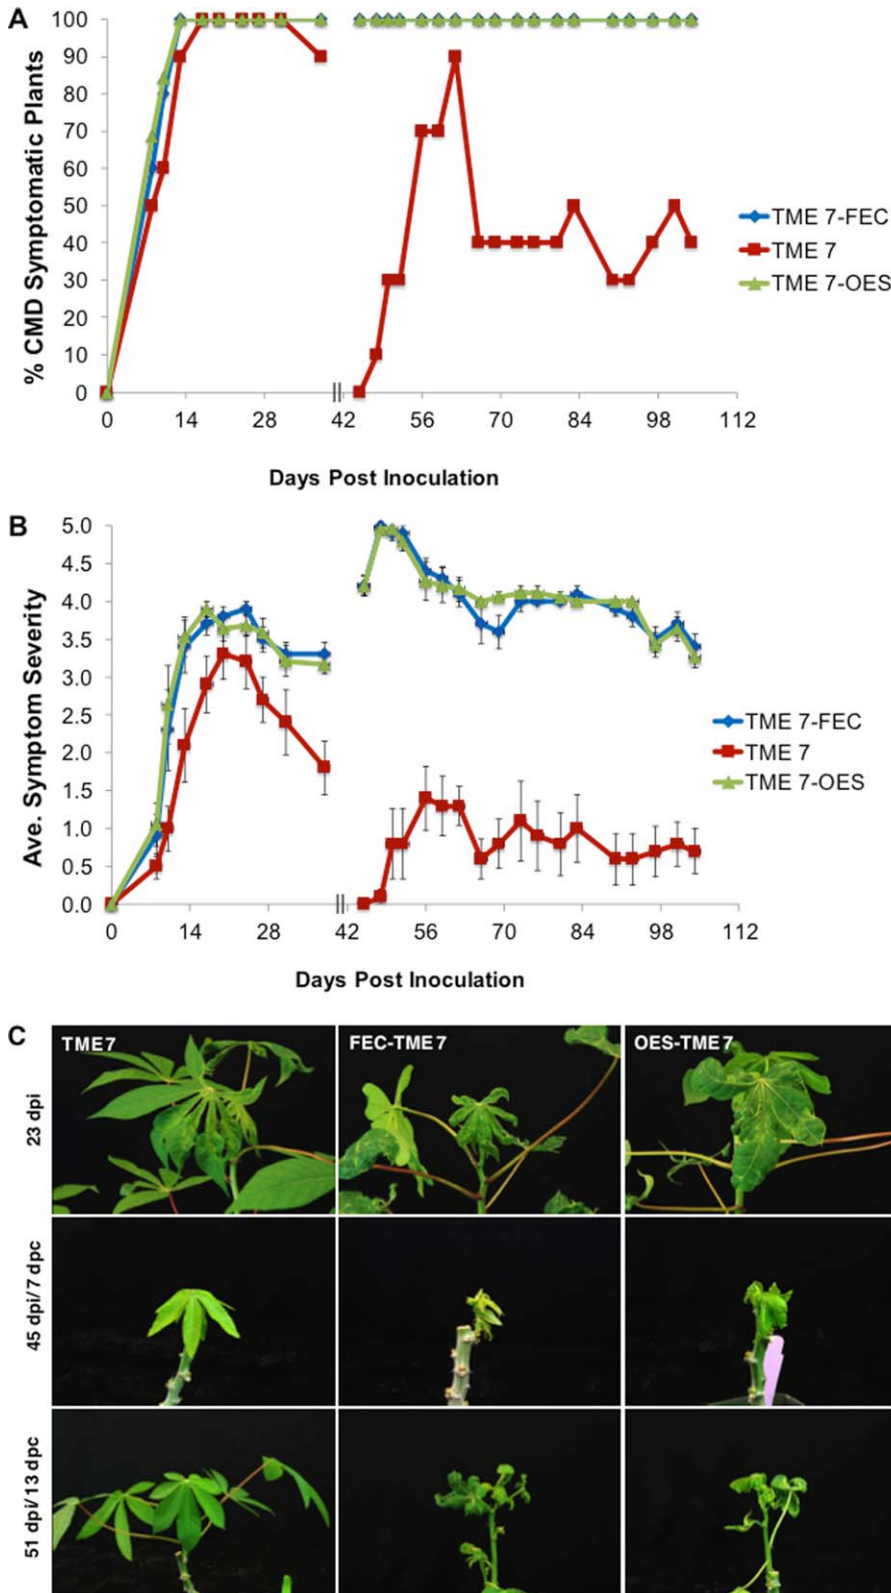 A
% CMD Symptomatic Plants
100
90
80
70
60
50
40
30
20
10
0
0 14 28 42 56 70 84 98 112
Days Post Inoculation
TME 7-FEC
TME 7
TME 7-OES
B
Ave. Symptom Severity
5.0
4.5
4.0
3.5
3.0
2.5
2.0
1.5
1.0
0.5
0.0
0 14 28 42 56 70 84 98 112
Days Post Inoculation
TME 7-FEC
TME 7
TME 7-OES
C
TME7 FEC-TME7 OES-TME7
23 dpi
45 dpi/ 7 dpc
51 dpi/ 13 dpc